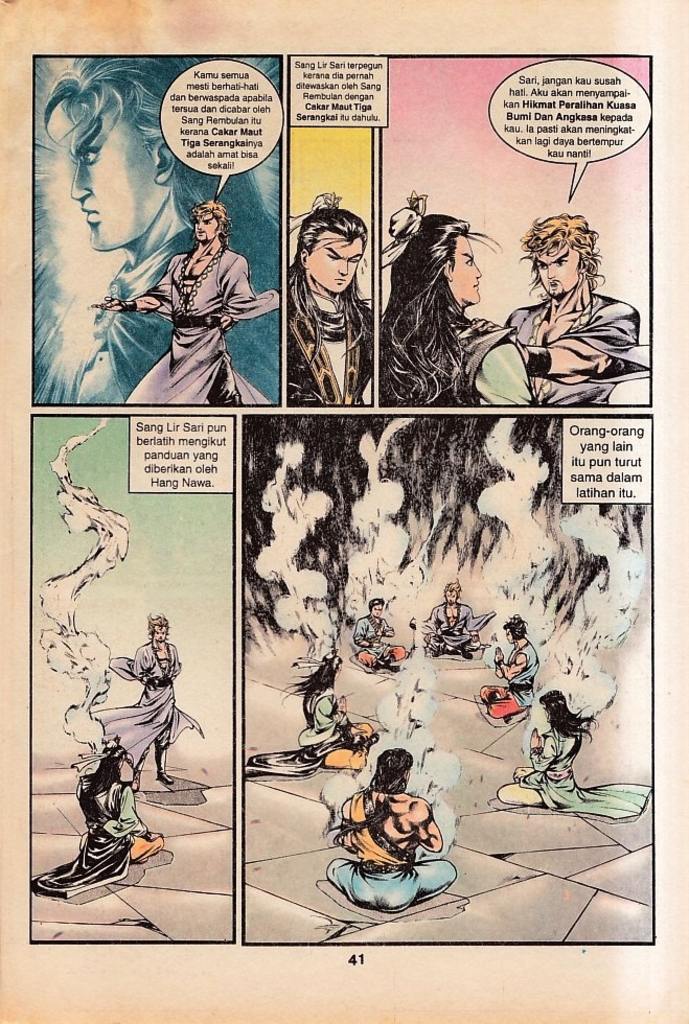 Kamu semua
mesti berhati-hati
dan berwaspada apabila
tersua dan dicabar oleh
Sang Rembulan itu
kerana Cakar Maut
Tiga Serangkainya
adalah amat bisa
sekali!
Sang Lir Sari terpegun
kerana dia pernah
ditewaskan oleh Sang
Rembulan dengan
Cakar Maut Tiga
Serangkai itu dahulu.
Sari, jangan kau susah
hati. Aku akan menyampai-
kan Hikmat Peralihan Kuasa
Bumi Dan Angkasa kepada
kau. Ia pasti akan meningkat-
kan lagi daya bertempur
kau nanti!
Sang Lir Sari pun
berlatih mengikut
panduan yang
diberikan oleh
Hang Nawa.
Orang-orang
yang lain
itu pun turut
sama dalam
latihan itu.
41